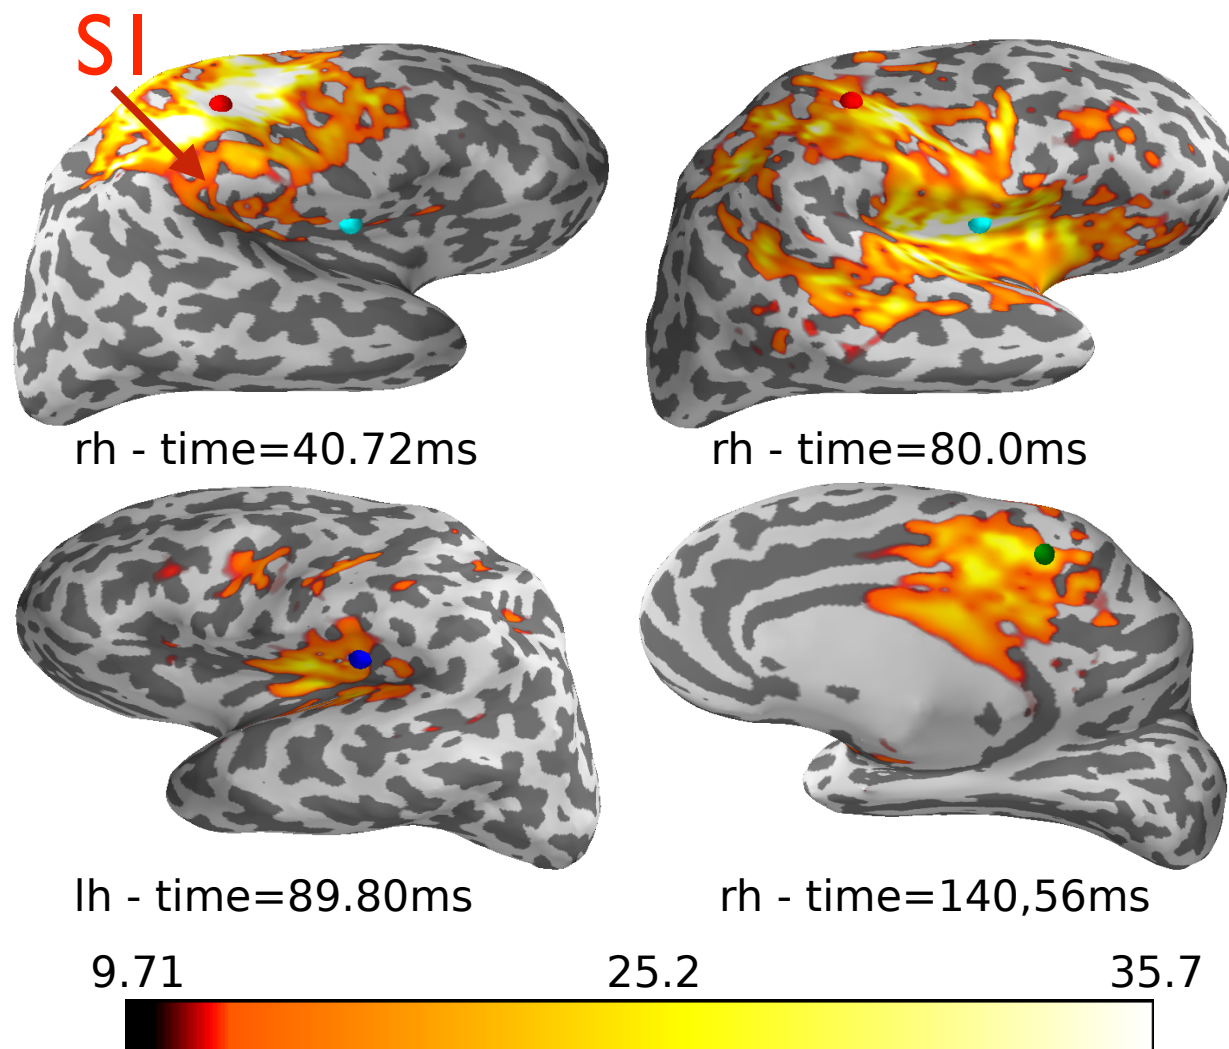 SI
rh - time=40.72ms
rh - time=80.0ms
lh - time=89.80ms
rh - time=140,56ms
9.71 25.2 35.7